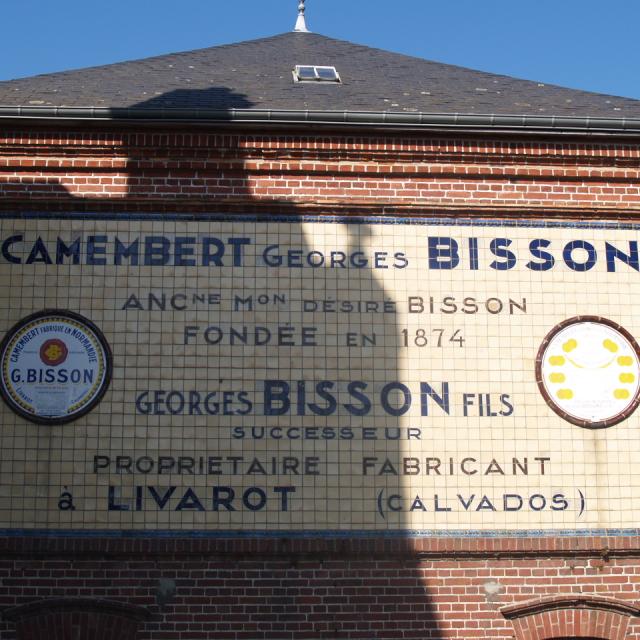 CAMEMBERT GEORGES BISSON
ANCNE MON DÉSIRÉ BISSON
FONDÉE EN 1874
CAMEMBERT FABRIQUÉ EN NORMANDIE
G. BISSON
GEORGES BISSON FILS
SUCCESSEUR
PROPRIETAIRE FABRICANT
à LIVAROT (CALVADOS)